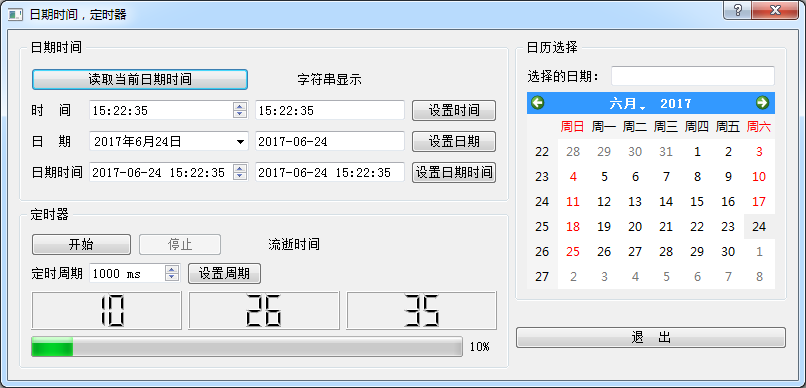 日期时间，定时器
日期时间
读取当前日期时间 字符串显示
时 间 15:22:35 15:22:35 设置时间
日 期 2017年6月24日 2017-06-24 设置日期
日期时间 2017-06-24 15:22:35 2017-06-24 15:22:35 设置日期时间
定时器
开始 停止 流逝时间
定时周期 1000 ms 设置周期
10 26 35
10%
日历选择
选择的日期：
六月, 2017
周日 周一 周二 周三 周四 周五 周六
22 28 29 30 31 1 2 3
23 4 5 6 7 8 9 10
24 11 12 13 14 15 16 17
25 18 19 20 21 22 23 24
26 25 26 27 28 29 30 1
27 2 3 4 5 6 7 8
退 出